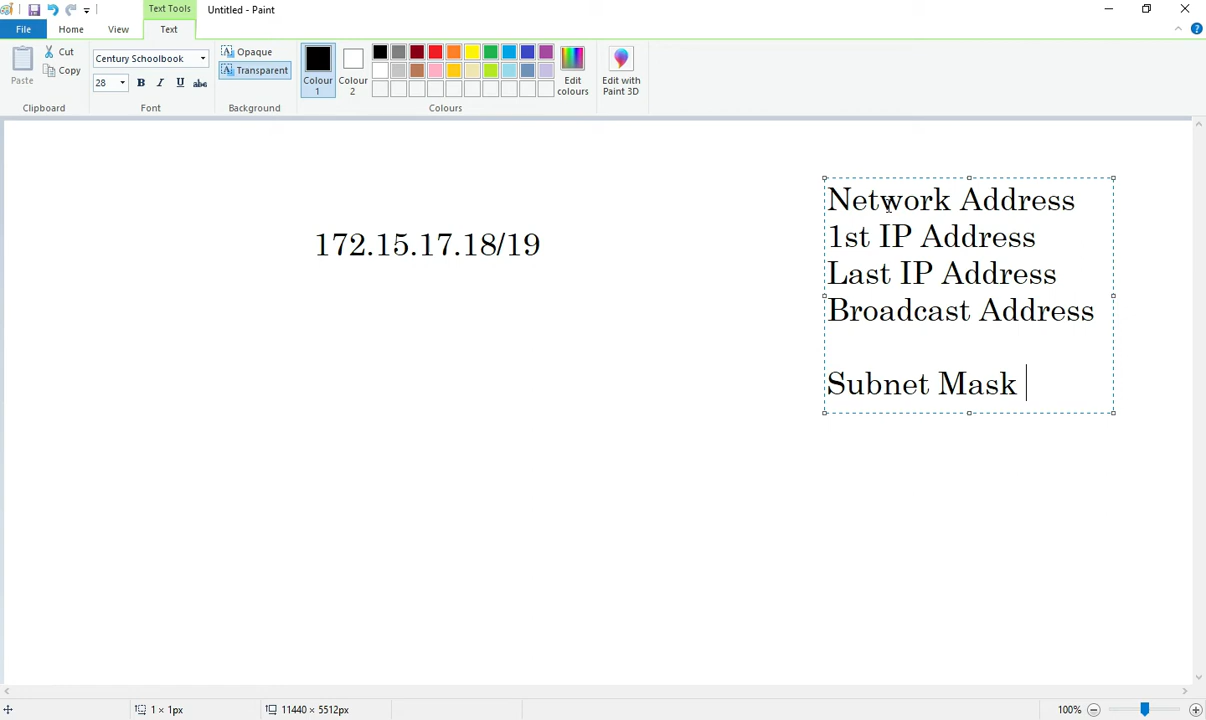 Text Tools
Untitled - Paint
File
Home
View
Text
Paste
Cut
Copy
Clipboard
Century Schoolbook
28
B
I
U
abc
Font
Opaque
Transparent
Background
Colour 1
Colour 2
Colours
Edit colours
Edit with Paint 3D
172.15.17.18/19
Network Address
1st IP Address
Last IP Address
Broadcast Address
Subnet Mask
1 × 1px
11440 × 5512px
100%